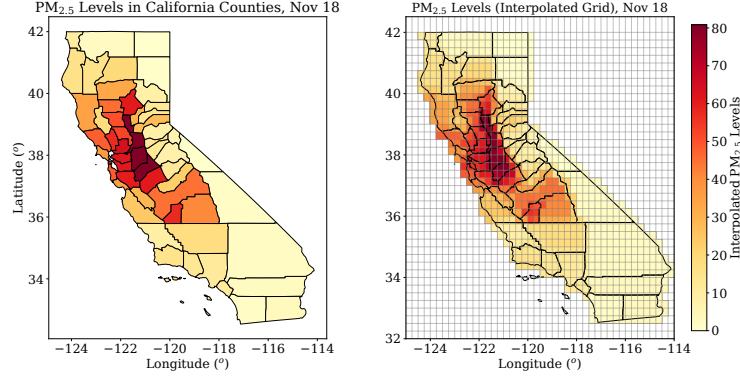 PM2.5 Levels in California Counties, Nov 18
42
40
38
36
34
Latitude (o)
−124 −122 −120 −118 −116 −114
Longitude (o)
PM2.5 Levels (Interpolated Grid), Nov 18
42
40
38
36
34
32
−124 −122 −120 −118 −116 −114
Longitude (o)
80
70
60
50
40
30
20
10
0
Interpolated PM2.5 Levels